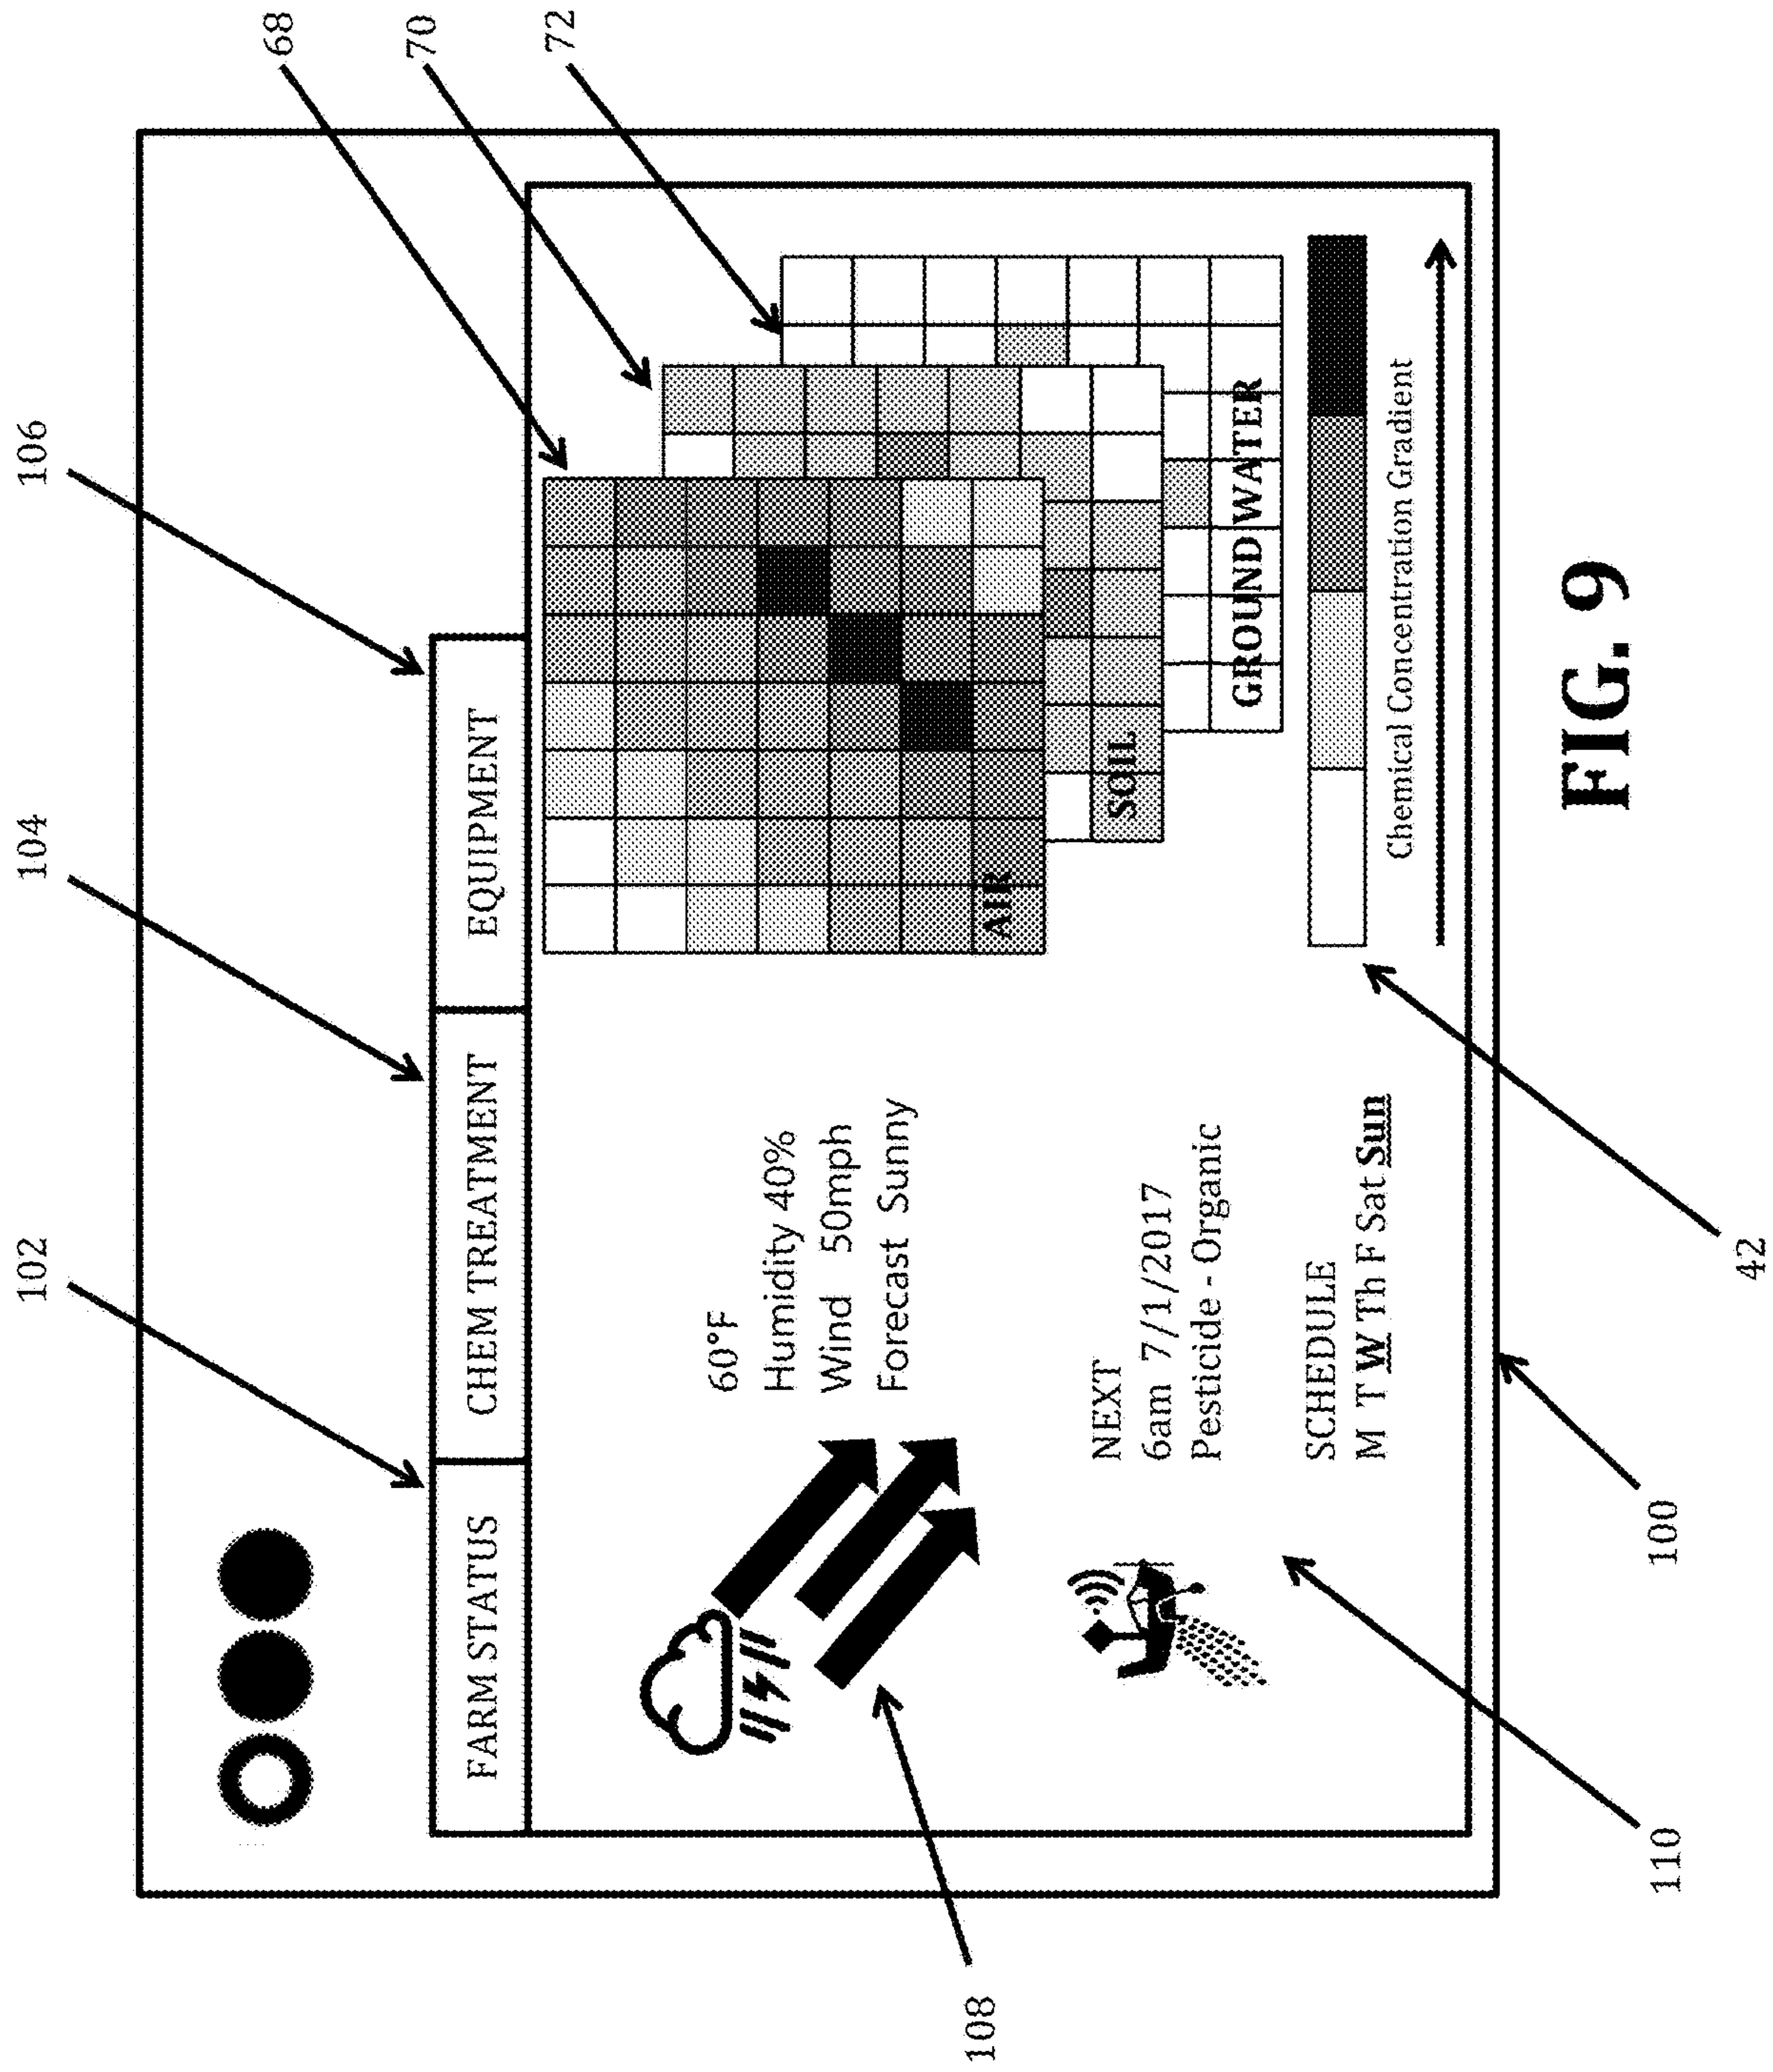 102
104
106
68
70
72
FARM STATUS
CHEM TREATMENT
EQUIPMENT
60°F
Humidity 40%
Wind 50mph
Forecast Sunny
NEXT
6am 7/1/2017
Pesticide - Organic
SCHEDULE
M T W Th F Sat Sun
AIR
SOIL
GROUND WATER
Chemical Concentration Gradient
108
110
100
42
FIG. 9